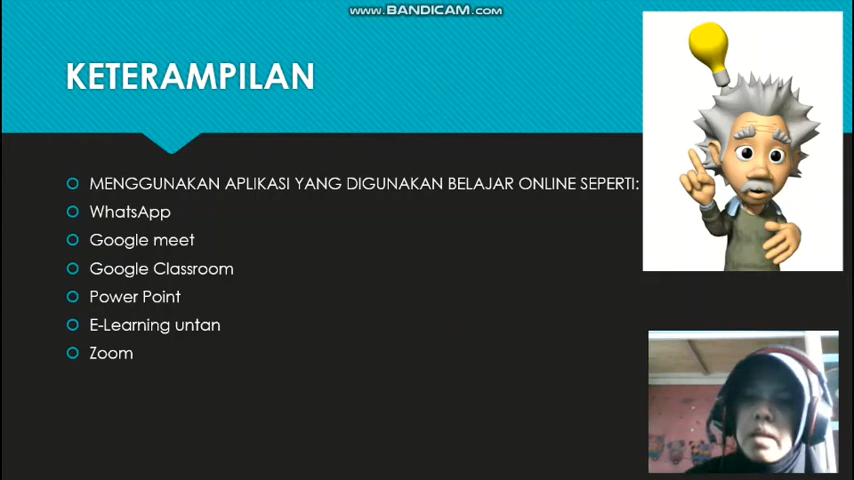 www.BANDICAM.com
KETERAMPILAN
MENGGUNAKAN APLIKASI YANG DIGUNAKAN BELAJAR ONLINE SEPERTI:
WhatsApp
Google meet
Google Classroom
Power Point
E-Learning untan
Zoom